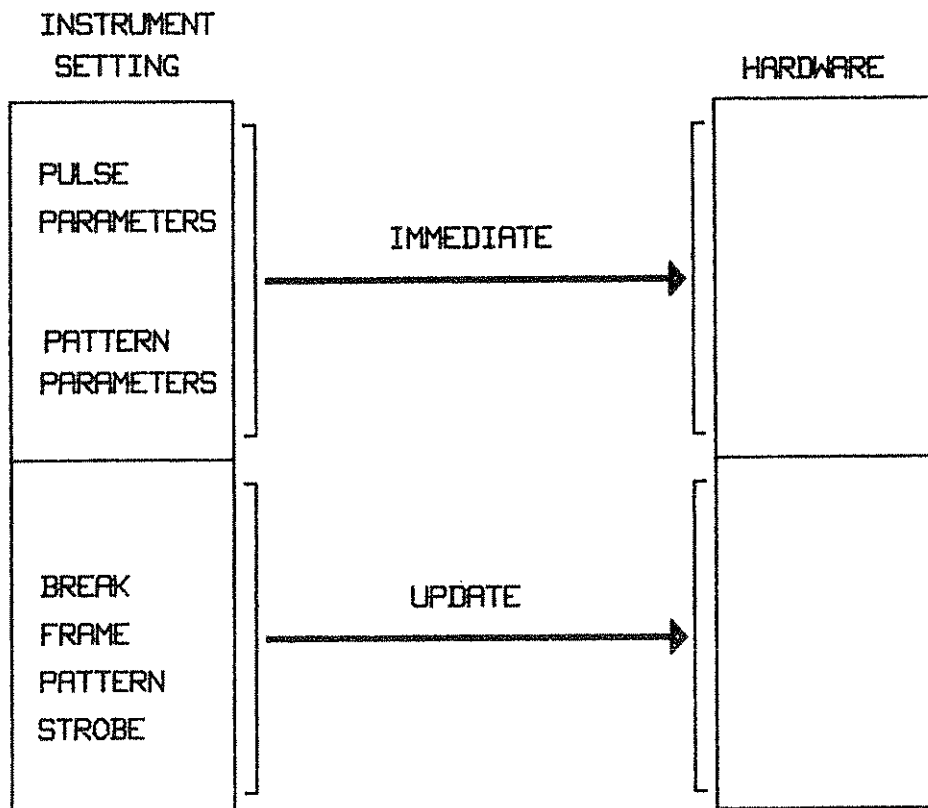 INSTRUMENT
SETTING
HARDWARE
PULSE
PARAMETERS
IMMEDIATE
PATTERN
PARAMETERS
BREAK
FRAME
PATTERN
STROBE
UPDATE